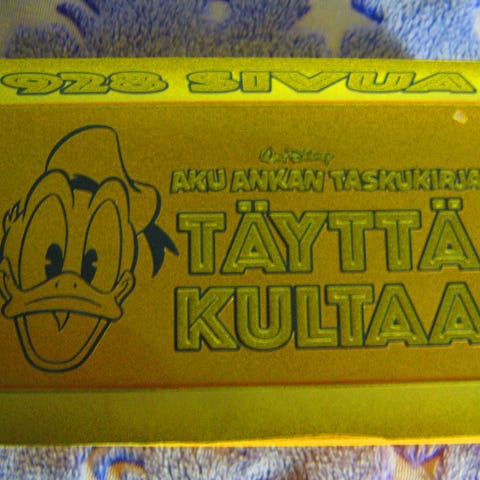 928 SIVUA
Walt Disney
AKU ANKAN TASKUKIRJA
TÄYTTÄ
KULTAA